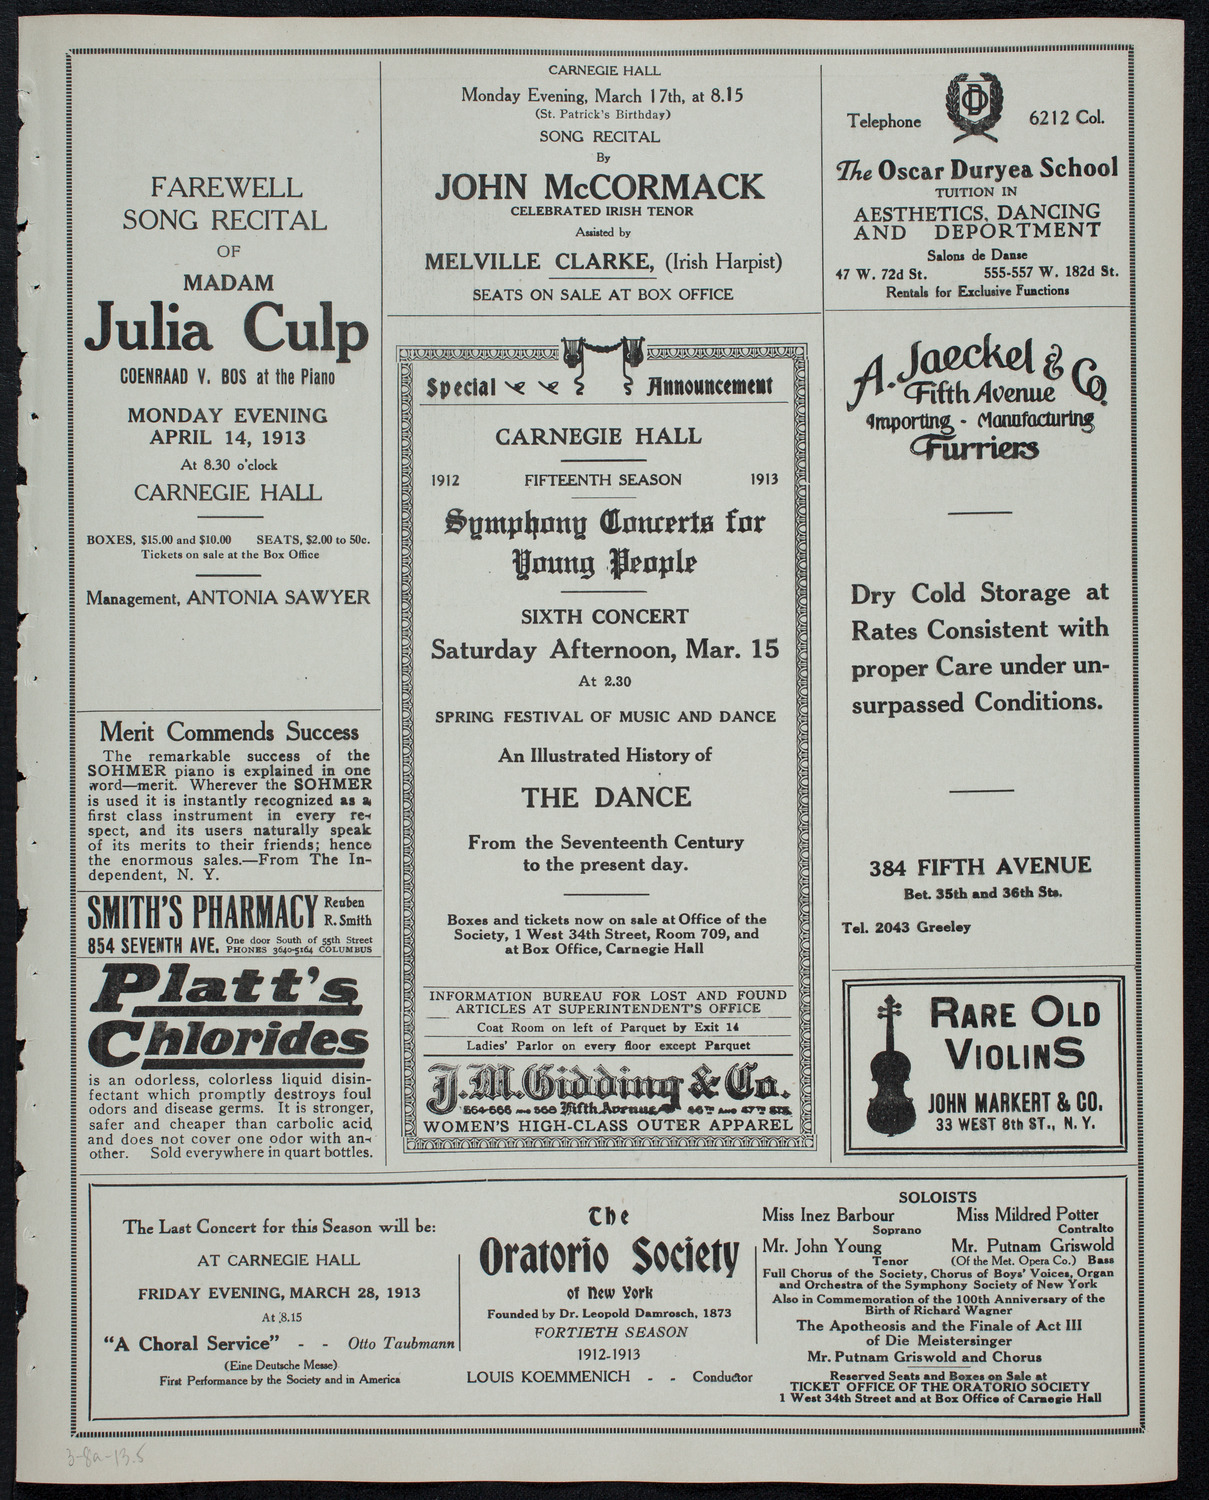 FAREWELL
SONG RECITAL
OF
MADAM
Julia Culp
COENRAAD V. BOS at the Piano
MONDAY EVENING
APRIL 14, 1913
At 8.30 o'clock
CARNEGIE HALL
BOXES, $15.00 and $10.00 SEATS, $2.00 to 50c.
Tickets on sale at the Box Office
Management, ANTONIA SAWYER
Merit Commends Success
The remarkable success of the
SOHMER piano is explained in one
word—merit. Wherever the SOHMER
is used it is instantly recognized as a
first class instrument in every re-
spect, and its users naturally speak
of its merits to their friends; hence
the enormous sales.—From The In-
dependent, N. Y.
SMITH'S PHARMACY Reuben
R. Smith
854 SEVENTH AVE. One door South of 55th Street
PHONES 3640-5164 COLUMBUS
Platt's
Chlorides
is an odorless, colorless liquid disin-
fectant which promptly destroys foul
odors and disease germs. It is stronger,
safer and cheaper than carbolic acid
and does not cover one odor with an-
other. Sold everywhere in quart bottles.
CARNEGIE HALL
Monday Evening, March 17th, at 8.15
(St. Patrick's Birthday)
SONG RECITAL
By
JOHN McCORMACK
CELEBRATED IRISH TENOR
Assisted by
MELVILLE CLARKE, (Irish Harpist)
SEATS ON SALE AT BOX OFFICE
Special Announcement
CARNEGIE HALL
1912 FIFTEENTH SEASON 1913
Symphony Concerts for
Young People
SIXTH CONCERT
Saturday Afternoon, Mar. 15
At 2.30
SPRING FESTIVAL OF MUSIC AND DANCE
An Illustrated History of
THE DANCE
From the Seventeenth Century
to the present day.
Boxes and tickets now on sale at Office of the
Society, 1 West 34th Street, Room 709, and
at Box Office, Carnegie Hall
INFORMATION BUREAU FOR LOST AND FOUND
ARTICLES AT SUPERINTENDENT'S OFFICE
Coat Room on left of Parquet by Exit 14
Ladies' Parlor on every floor except Parquet
J. M. Gidding & Co.
564-566 AND 568 Fifth Avenue 46TH AND 47TH STS.
WOMEN'S HIGH-CLASS OUTER APPAREL
OD
Telephone 6212 Col.
The Oscar Duryea School
TUITION IN
AESTHETICS, DANCING
AND DEPORTMENT
Salons de Danse
47 W. 72d St. 555-557 W. 182d St.
Rentals for Exclusive Functions
A. Jaeckel & Co.
Fifth Avenue
Importing - Manufacturing
Furriers
Dry Cold Storage at
Rates Consistent with
proper Care under un-
surpassed Conditions.
384 FIFTH AVENUE
Bet. 35th and 36th Sts.
Tel. 2043 Greeley
RARE OLD
VIOLINS
JOHN MARKERT & CO.
33 WEST 8th ST., N. Y.
The Last Concert for this Season will be:
AT CARNEGIE HALL
FRIDAY EVENING, MARCH 28, 1913
At 8.15
"A Choral Service" - - Otto Taubmann
(Eine Deutsche Messe)
First Performance by the Society and in America
The
Oratorio Society
of New York
Founded by Dr. Leopold Damrosch, 1873
FORTIETH SEASON
1912-1913
LOUIS KOEMMENICH - - Conductor
SOLOISTS
Miss Inez Barbour Miss Mildred Potter
Soprano Contralto
Mr. John Young Mr. Putnam Griswold
Tenor (Of the Met. Opera Co.) Bass
Full Chorus of the Society, Chorus of Boys' Voices, Organ
and Orchestra of the Symphony Society of New York
Also in Commemoration of the 100th Anniversary of the
Birth of Richard Wagner
The Apotheosis and the Finale of Act III
of Die Meistersinger
Mr. Putnam Griswold and Chorus
Reserved Seats and Boxes on Sale at
TICKET OFFICE OF THE ORATORIO SOCIETY
1 West 34th Street and at Box Office of Carnegie Hall
3-8a-13.5